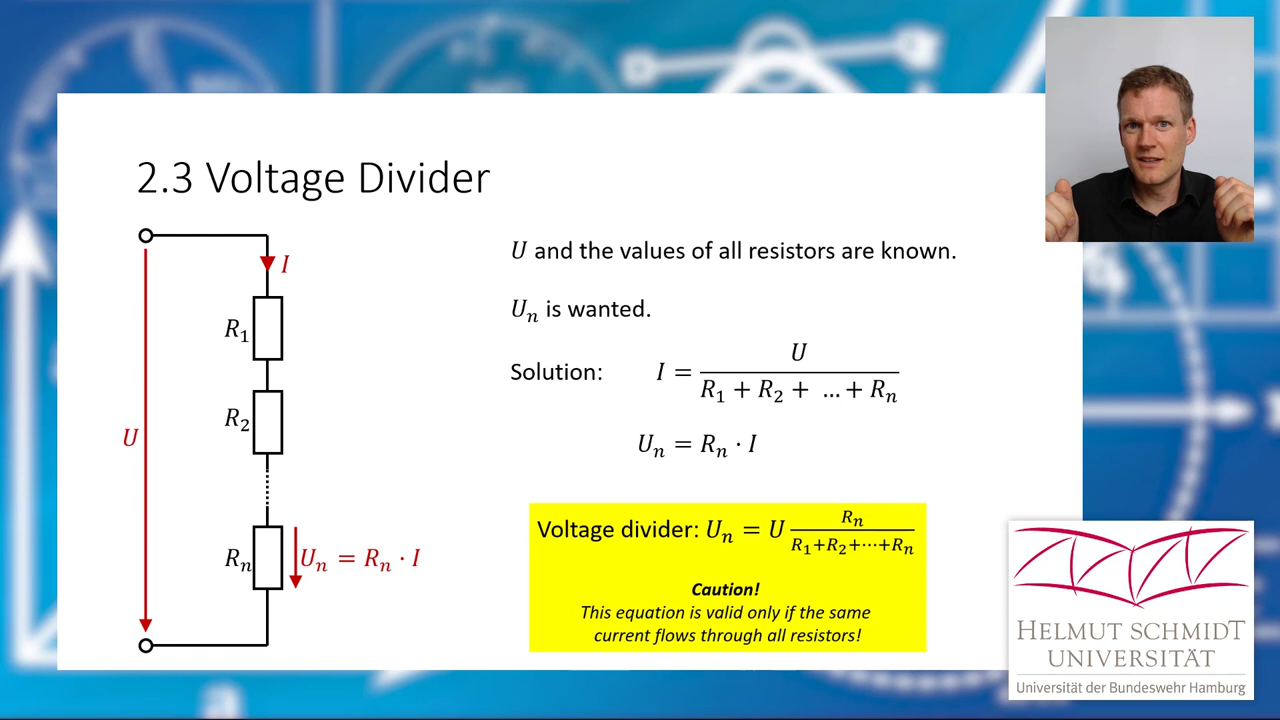 2.3 Voltage Divider
I
R₁
R₂
U
Rₙ
Uₙ = Rₙ · I
U and the values of all resistors are known.
Uₙ is wanted.
Solution: I = U / (R₁ + R₂ + … + Rₙ)
Uₙ = Rₙ · I
Voltage divider: Uₙ = U Rₙ / (R₁+R₂+⋯+Rₙ)
Caution!
This equation is valid only if the same
current flows through all resistors!
HELMUT SCHMIDT
UNIVERSITÄT
Universität der Bundeswehr Hamburg